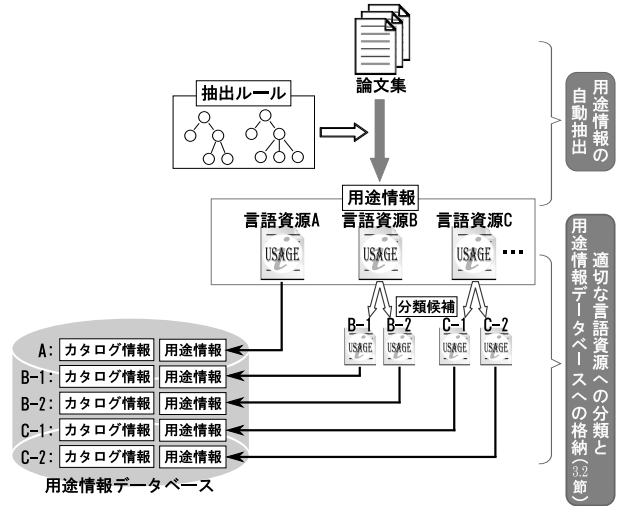 論文集
抽出ルール
用途情報の
自動抽出
用途情報
言語資源A
言語資源B
言語資源C
USAGE
USAGE
USAGE
…
分類候補
B-1
B-2
C-1
C-2
USAGE
USAGE
USAGE
USAGE
適切な言語資源への分類と
用途情報データベースへの格納(3.2節)
A: カタログ情報 用途情報
B-1: カタログ情報 用途情報
B-2: カタログ情報 用途情報
C-1: カタログ情報 用途情報
C-2: カタログ情報 用途情報
用途情報データベース